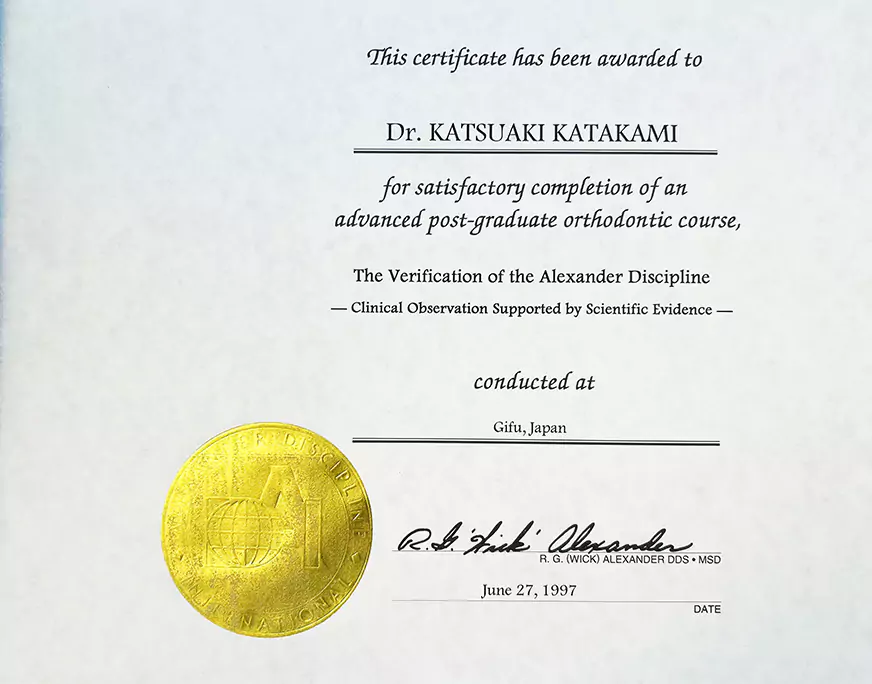 This certificate has been awarded to
Dr. KATSUAKI KATAKAMI
for satisfactory completion of an
advanced post-graduate orthodontic course,
The Verification of the Alexander Discipline
— Clinical Observation Supported by Scientific Evidence —
conducted at
Gifu, Japan
R. G. 'Wick' Alexander
R. G. (WICK) ALEXANDER DDS • MSD
June 27, 1997
DATE
DISCIPLINE